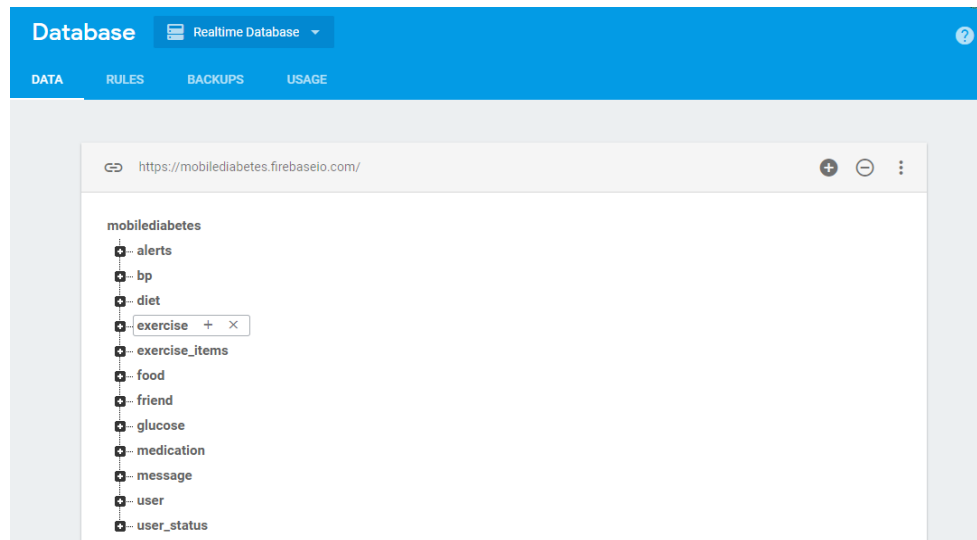 Database Realtime Database
DATA RULES BACKUPS USAGE
https://mobilediabetes.firebaseio.com/
mobilediabetes
alerts
bp
diet
exercise
exercise_items
food
friend
glucose
medication
message
user
user_status